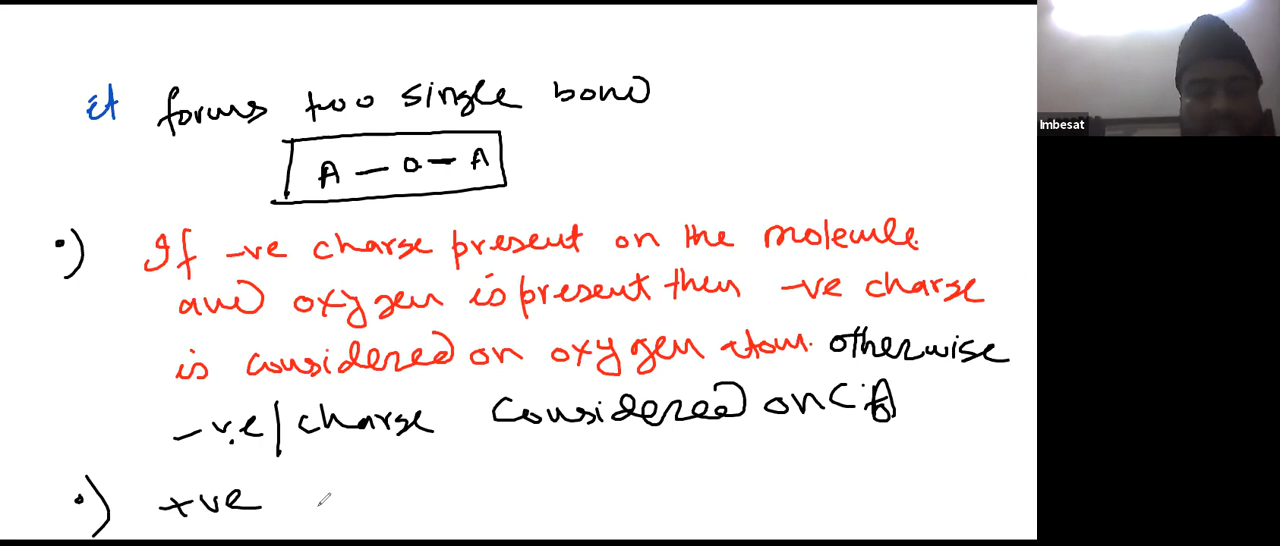 It forms two single bond
A — O — A
•) If -ve charge present on the molecule
and oxygen is present then -ve charge
is considered on oxygen atom. otherwise
-ve/charge considered on C.A
•) +ve
Imbesat